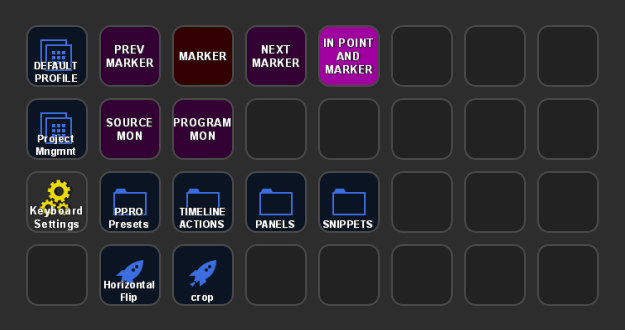 DEFAULT
PROFILE
PREV
MARKER
MARKER
NEXT
MARKER
IN POINT
AND
MARKER
Project
Mngmnt
SOURCE
MON
PROGRAM
MON
Keyboard
Settings
P.PRO
Presets
TIMELINE
ACTIONS
PANELS
SNIPPETS
Horizontal
Flip
crop